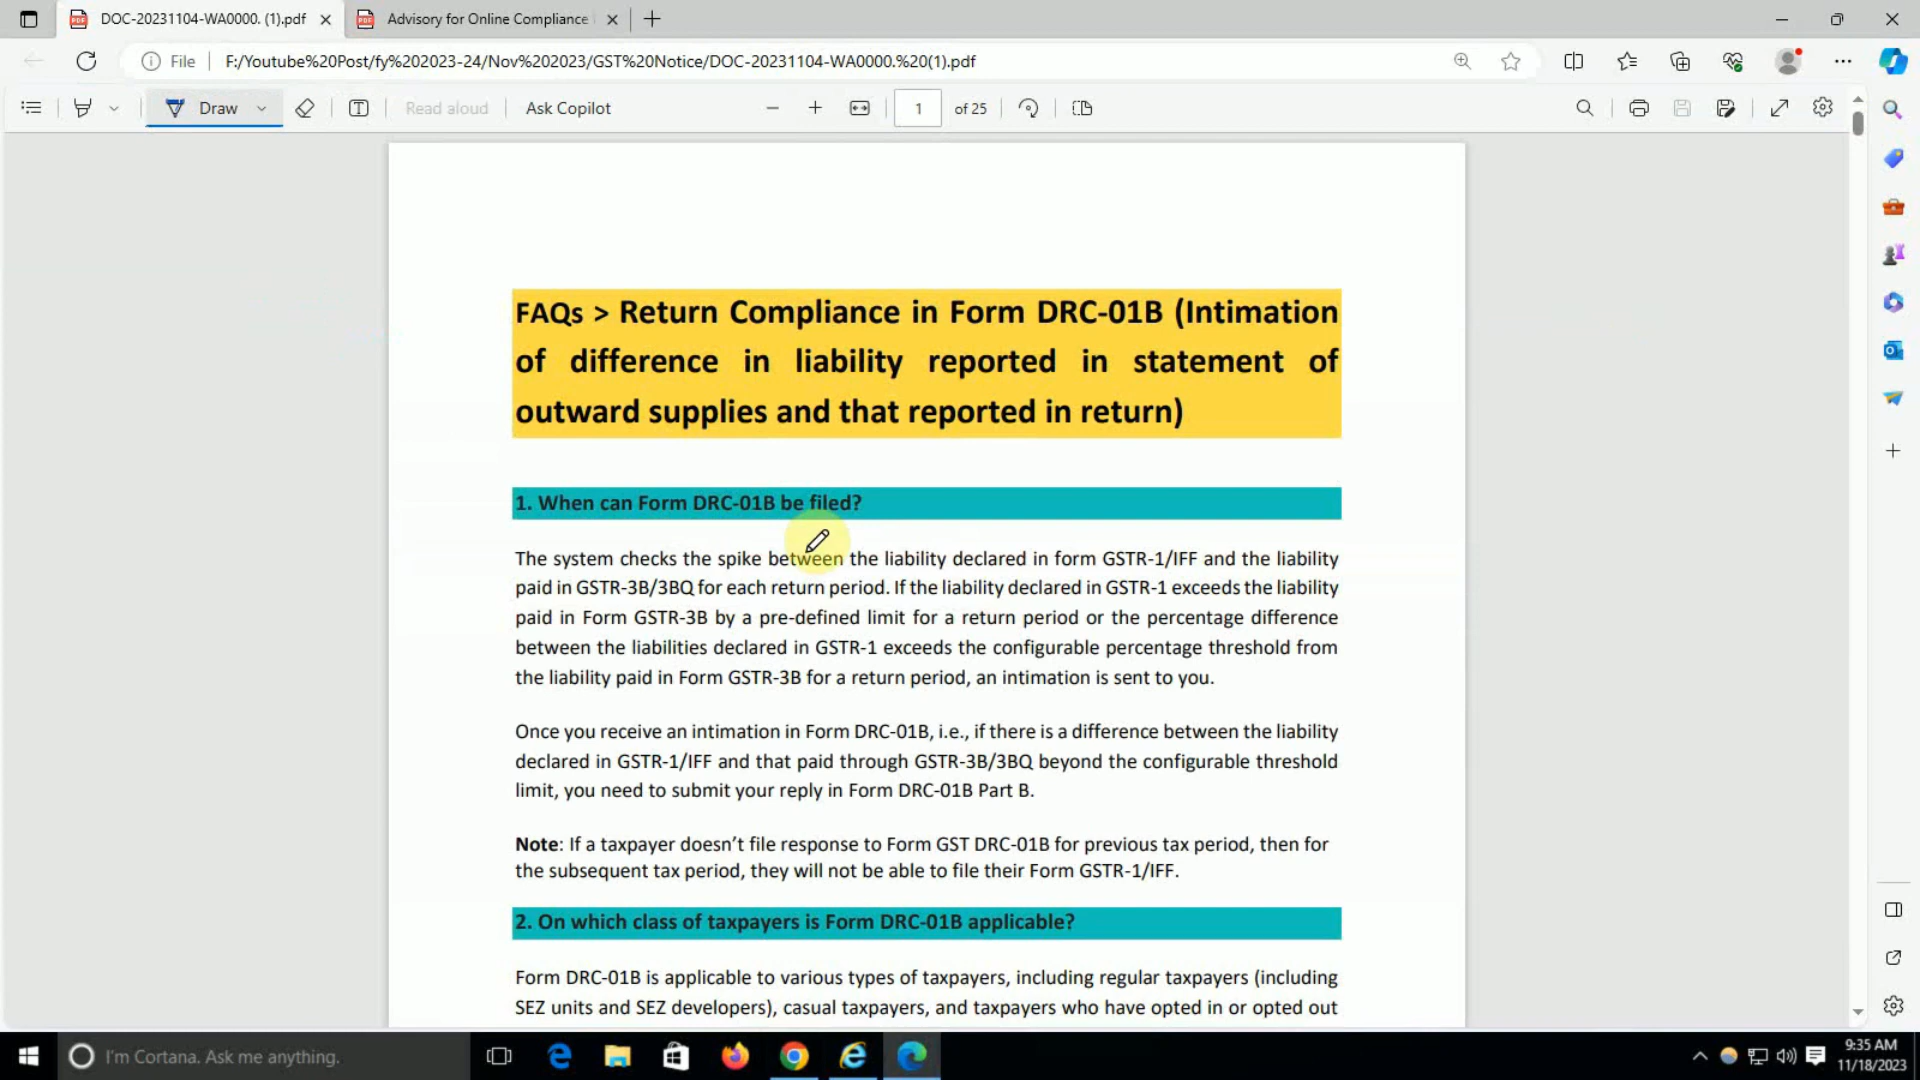 DOC-20231104-WA0000. (1).pdf
Advisory for Online Compliance
File
F:/Youtube%20Post/fy%202023-24/Nov%202023/GST%20Notice/DOC-20231104-WA0000.%20(1).pdf
Draw
Read aloud
Ask Copilot
1
of 25
FAQs > Return Compliance in Form DRC-01B (Intimation
of difference in liability reported in statement of
outward supplies and that reported in return)
1. When can Form DRC-01B be filed?
The system checks the spike between the liability declared in form GSTR-1/IFF and the liability
paid in GSTR-3B/3BQ for each return period. If the liability declared in GSTR-1 exceeds the liability
paid in Form GSTR-3B by a pre-defined limit for a return period or the percentage difference
between the liabilities declared in GSTR-1 exceeds the configurable percentage threshold from
the liability paid in Form GSTR-3B for a return period, an intimation is sent to you.
Once you receive an intimation in Form DRC-01B, i.e., if there is a difference between the liability
declared in GSTR-1/IFF and that paid through GSTR-3B/3BQ beyond the configurable threshold
limit, you need to submit your reply in Form DRC-01B Part B.
Note: If a taxpayer doesn’t file response to Form GST DRC-01B for previous tax period, then for
the subsequent tax period, they will not be able to file their Form GSTR-1/IFF.
2. On which class of taxpayers is Form DRC-01B applicable?
Form DRC-01B is applicable to various types of taxpayers, including regular taxpayers (including
SEZ units and SEZ developers), casual taxpayers, and taxpayers who have opted in or opted out
I'm Cortana. Ask me anything.
9:35 AM
11/18/2023